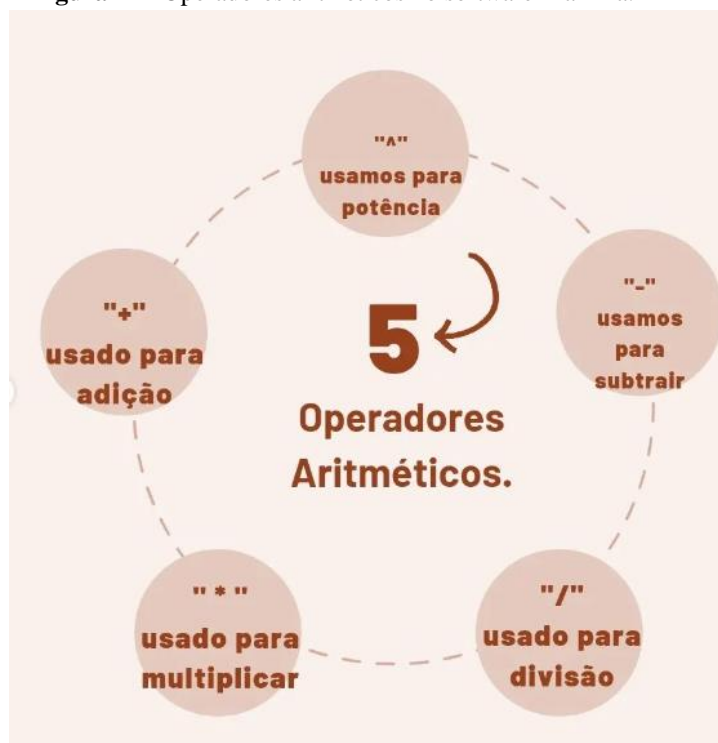 "^"
usamos para
potência
"-"
usamos
para
subtrair
"+"
usado para
adição
5
Operadores
Aritméticos.
" * "
usado para
multiplicar
"/"
usado para
divisão